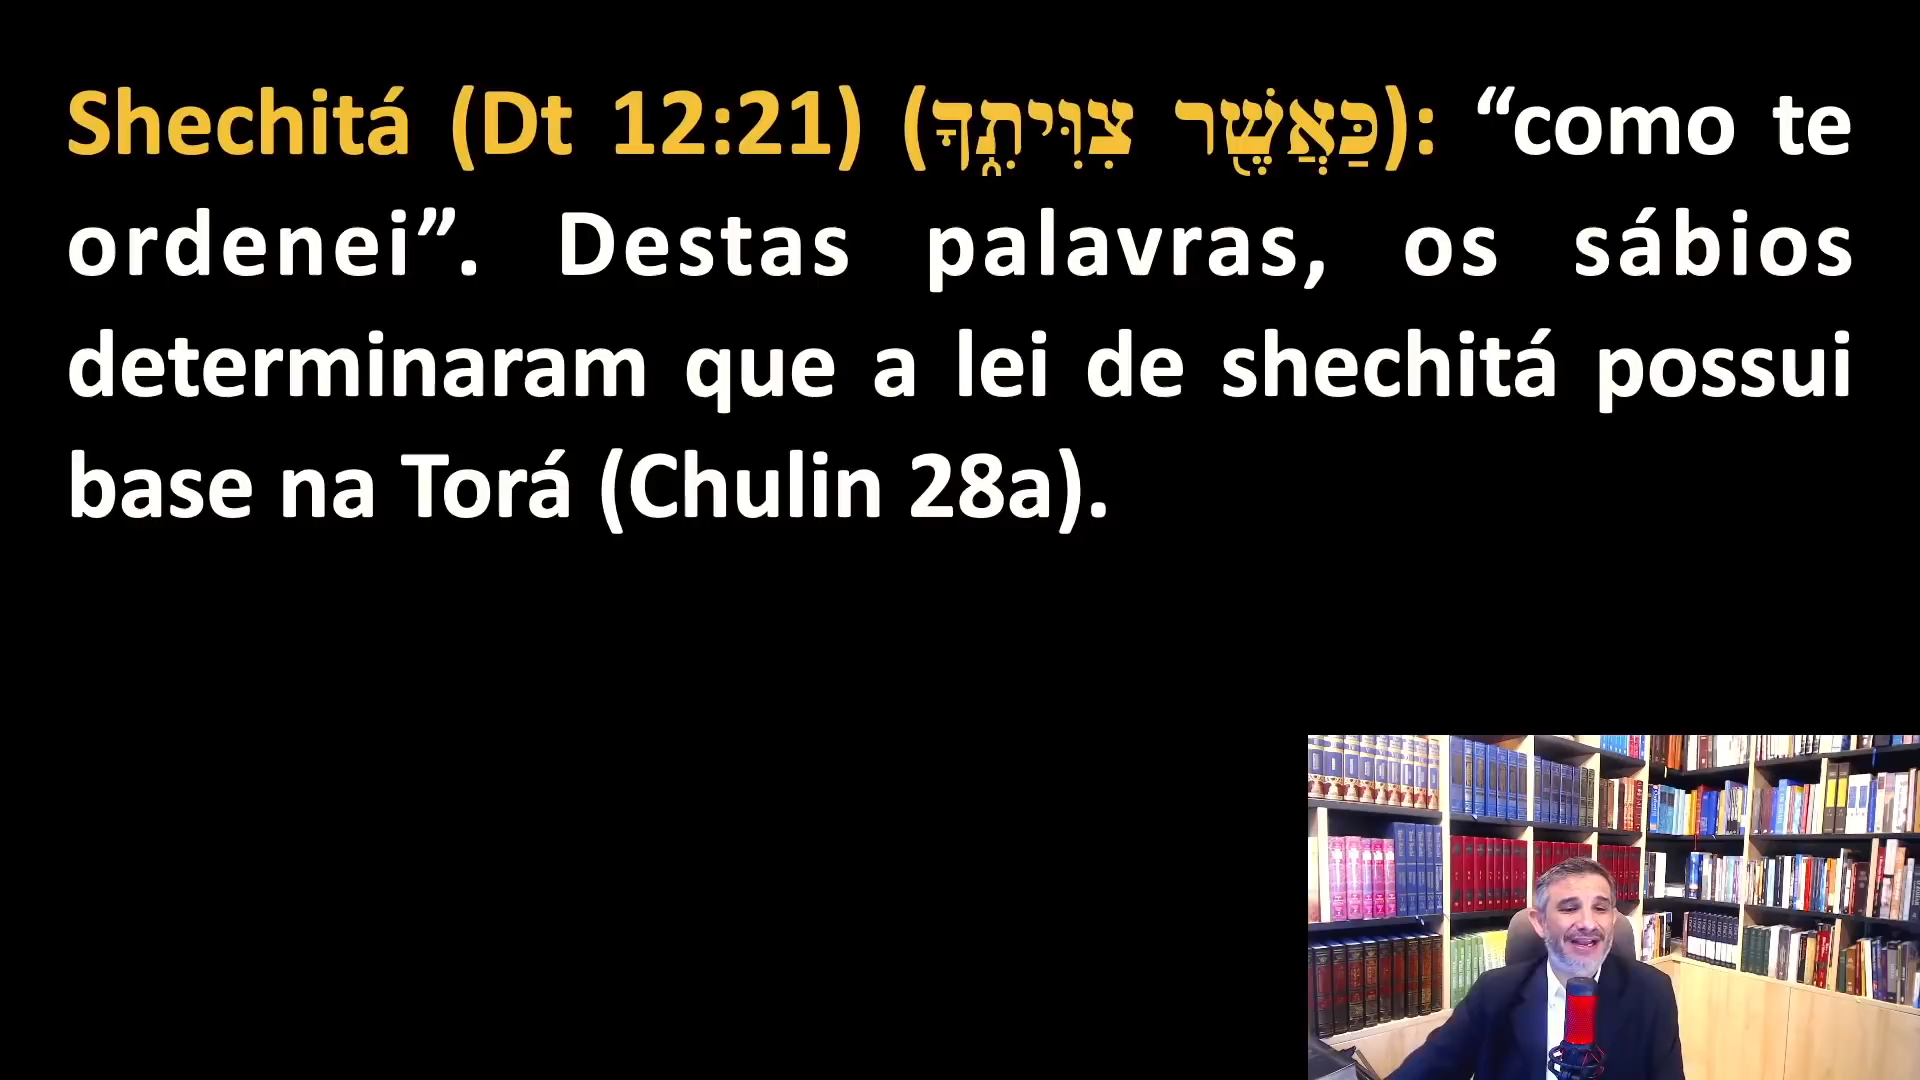 Shechitá (Dt 12:21) (כַּאֲשֶׁ֖ר צִוִּיתִ֑ךָ): “como te
ordenei”. Destas palavras, os sábios
determinaram que a lei de shechitá possui
base na Torá (Chulin 28a).